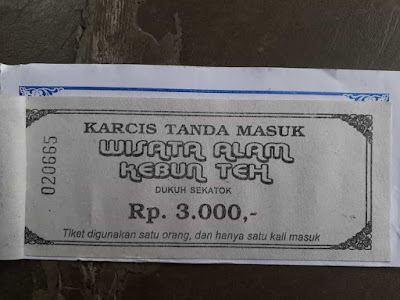 020665
KARCIS TANDA MASUK
WISATA ALAM
KEBUN TEH
DUKUH SEKATOK
Rp. 3.000,-
Tiket digunakan satu orang, dan hanya satu kali masuk